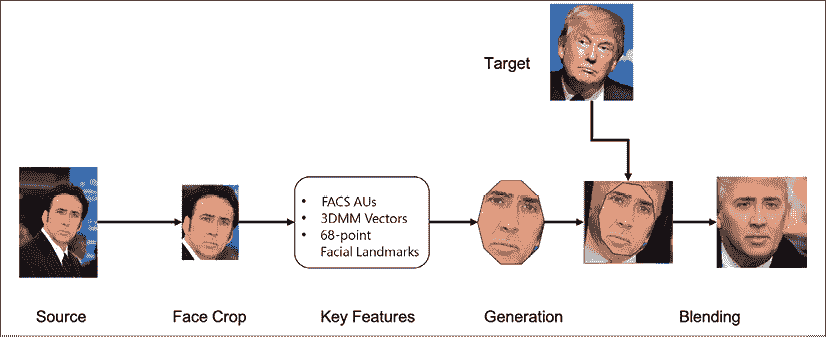 Target
• FACS AUs
• 3DMM Vectors
• 68-point
Facial Landmarks
Source
Face Crop
Key Features
Generation
Blending